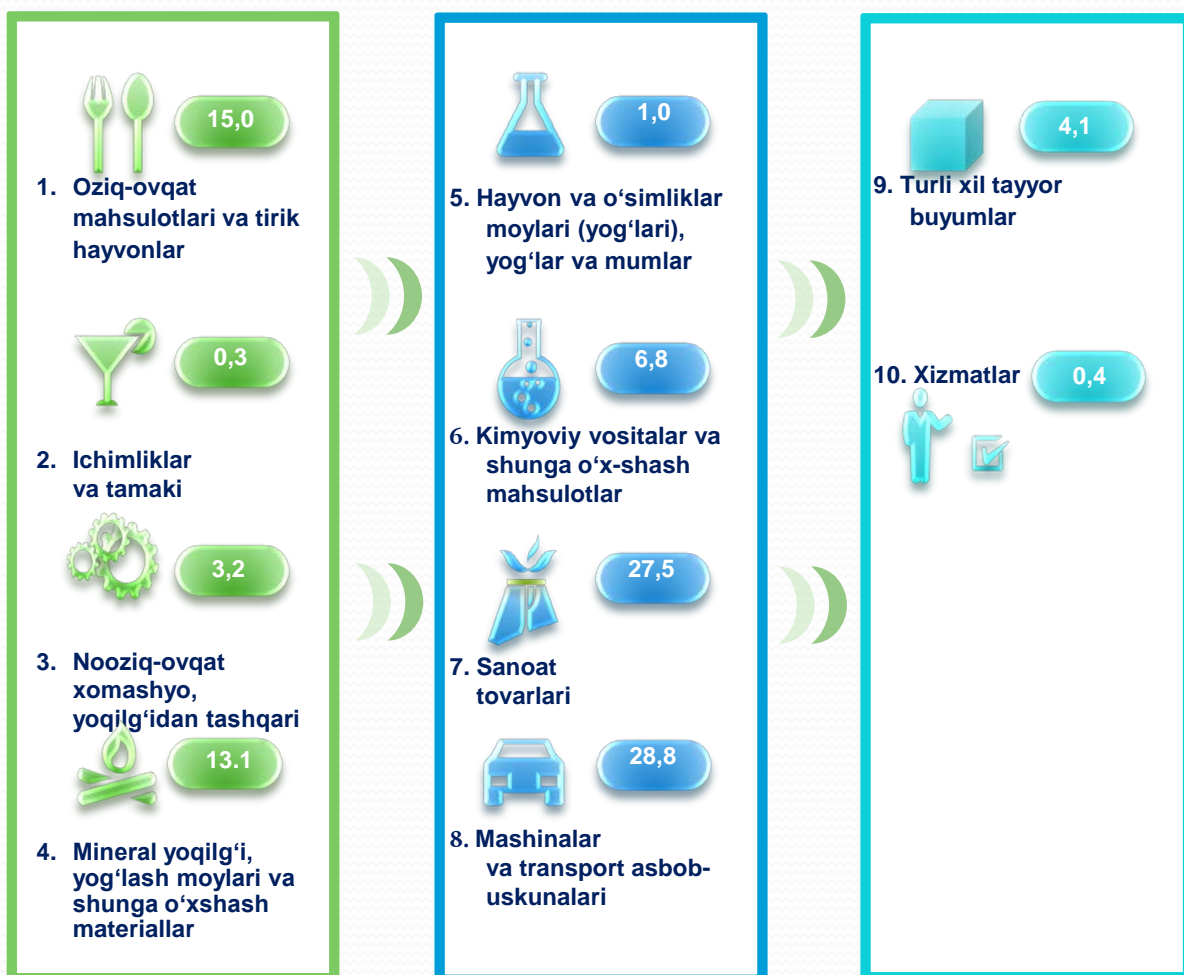 15,0
1. Oziq-ovqat
mahsulotlari va tirik
hayvonlar
0,3
2. Ichimliklar
va tamaki
3,2
3. Nooziq-ovqat
xomashyo,
yoqilg‘idan tashqari
13.1
4. Mineral yoqilg‘i,
yog‘lash moylari va
shunga o‘xshash
materiallar
1,0
5. Hayvon va o‘simliklar
moylari (yog‘lari),
yog‘lar va mumlar
6,8
6. Kimyoviy vositalar va
shunga o‘x-shash
mahsulotlar
27,5
7. Sanoat
tovarlari
28,8
8. Mashinalar
va transport asbob-
uskunalari
4,1
9. Turli xil tayyor
buyumlar
10. Xizmatlar 0,4